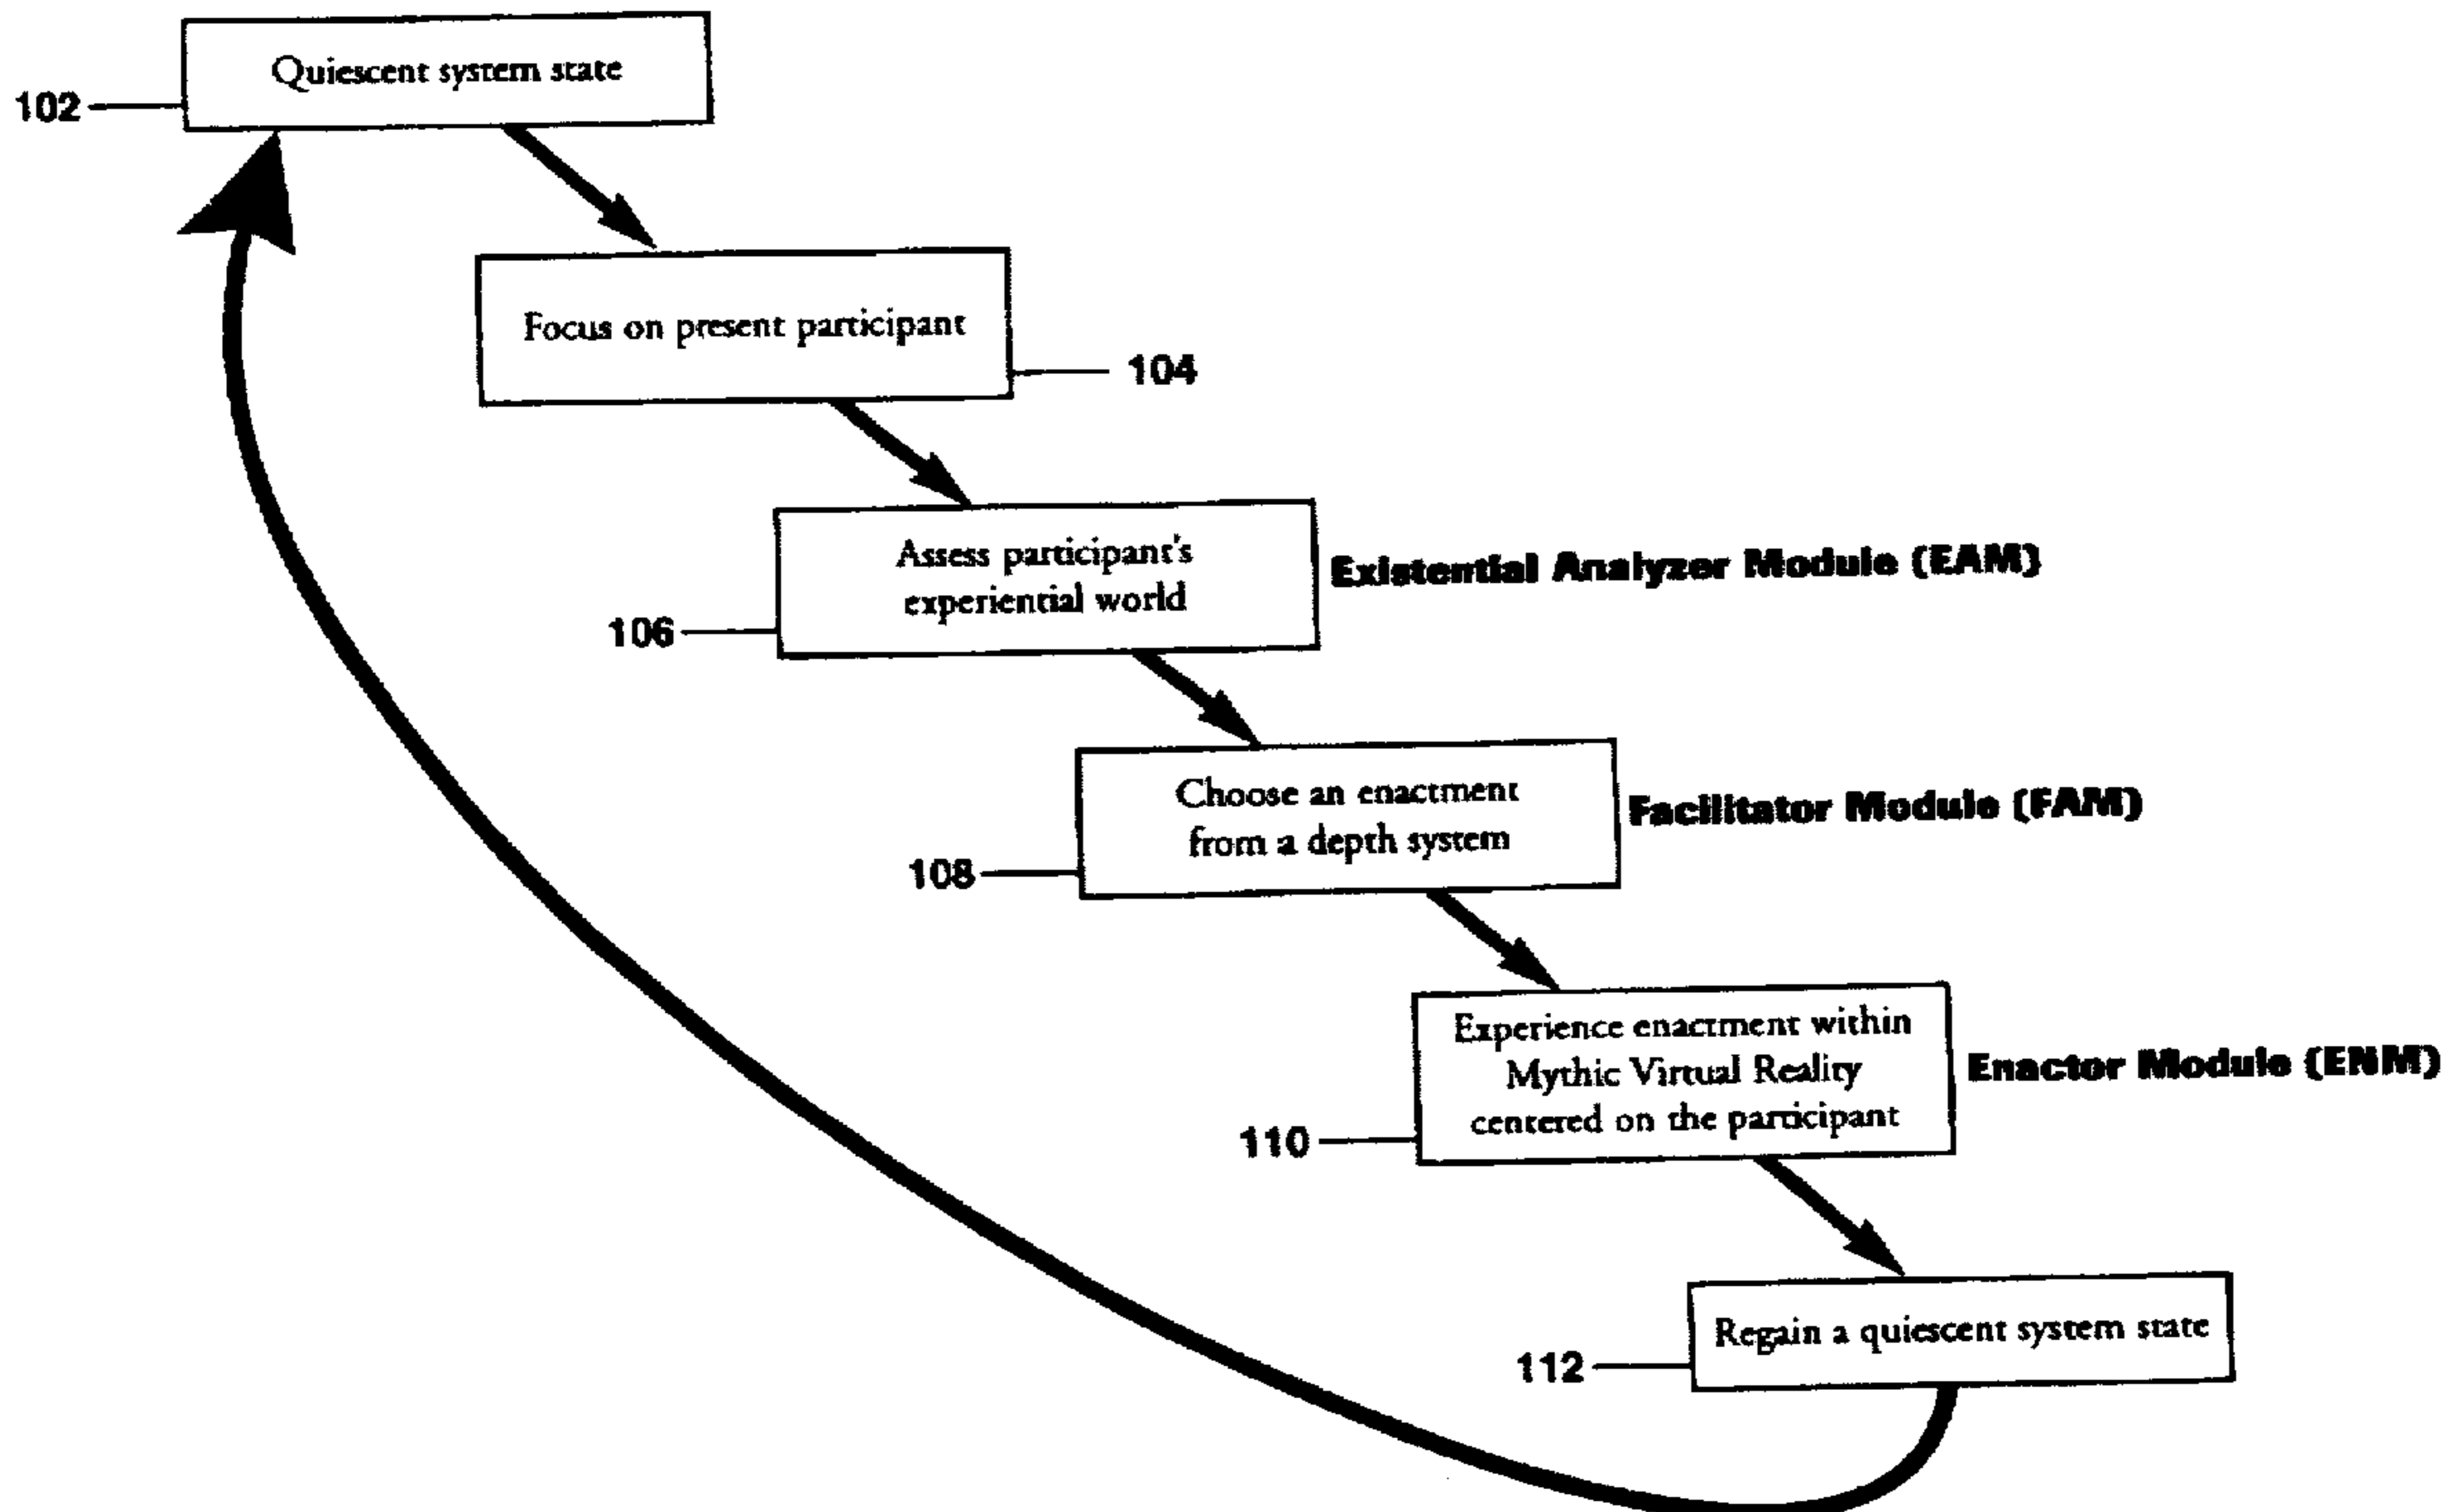 Quiescent system state
102
Focus on present participant
104
Assess participant's
experiential world
Existential Analyzer Module (EAM)
106
Choose an enactment
from a depth system
Facilitator Module (FAM)
108
Experience enactment within
Mythic Virtual Reality
centered on the participant
Enactor Module (ENM)
110
Regain a quiescent system state
112